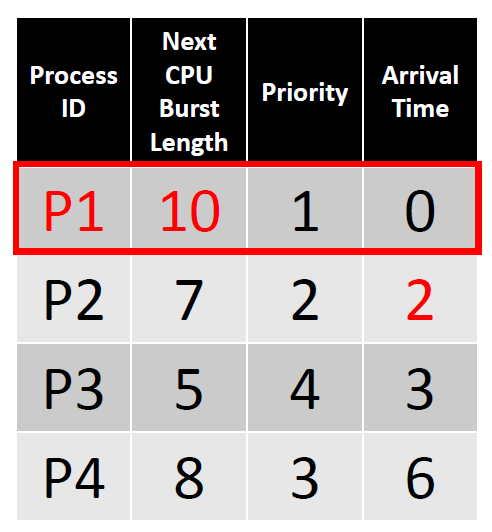 Process ID Next CPU Burst Length Priority Arrival Time
P1 10 1 0
P2 7 2 2
P3 5 4 3
P4 8 3 6